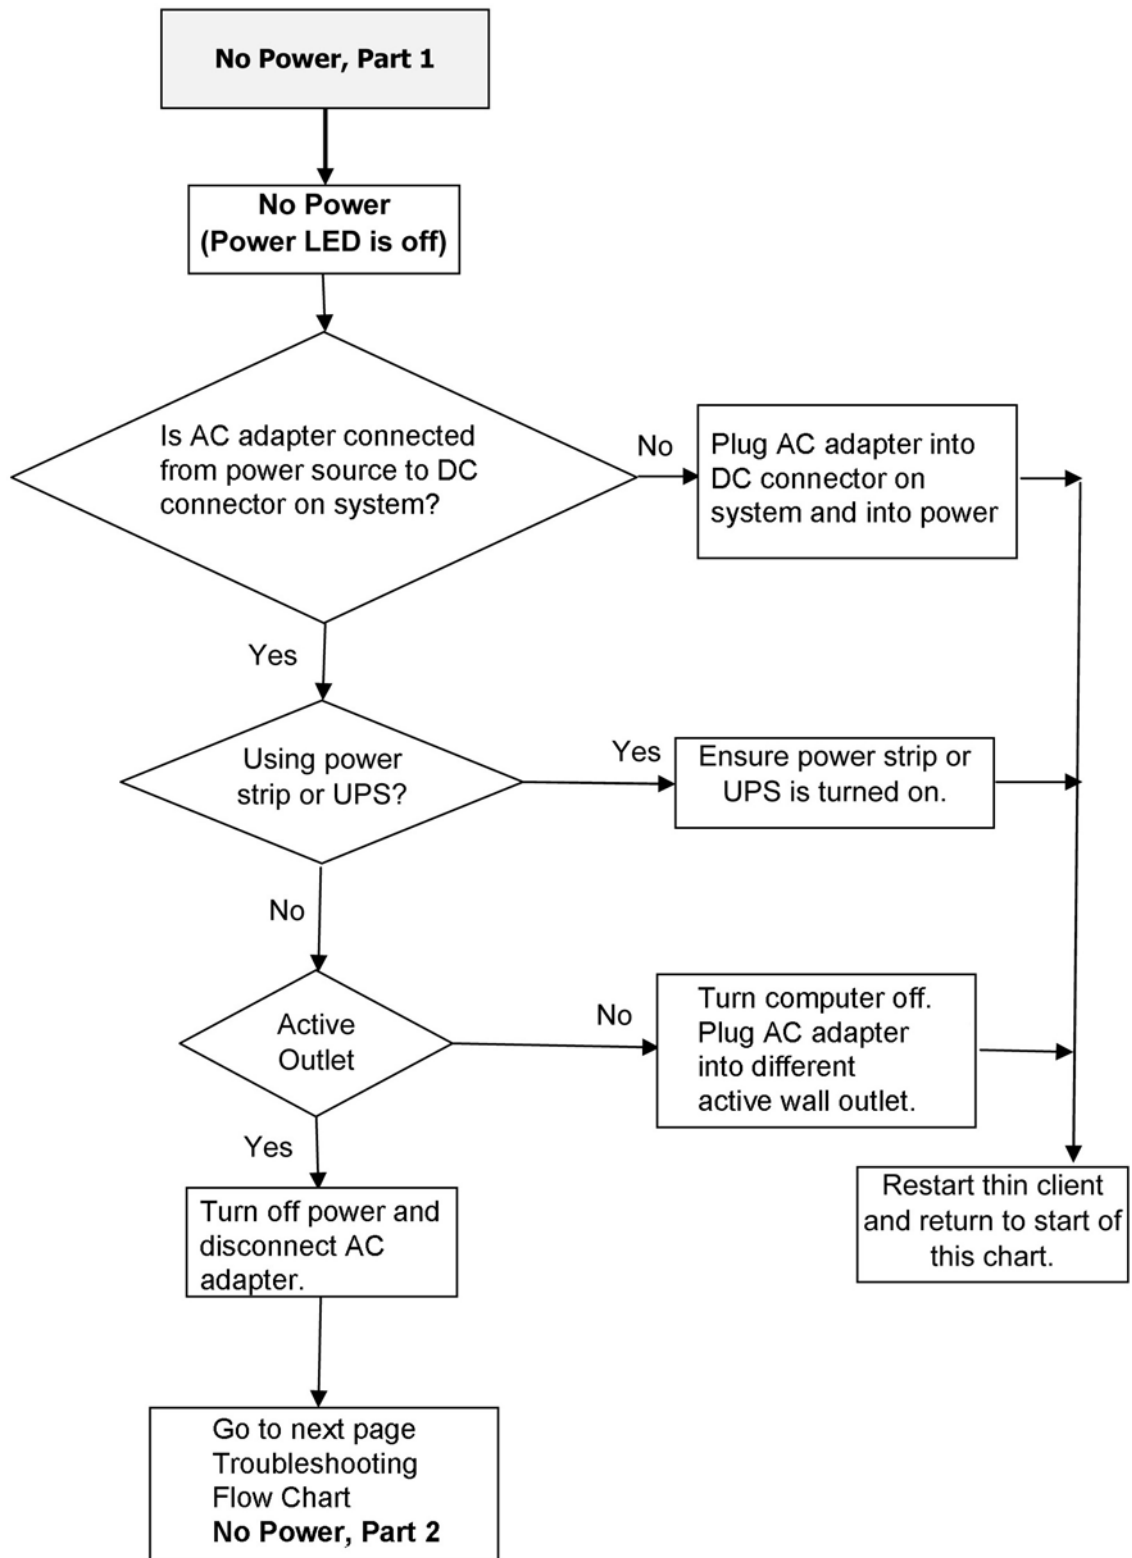 No Power, Part 1
No Power
(Power LED is off)
Is AC adapter connected
from power source to DC
connector on system?
No
Plug AC adapter into
DC connector on
system and into power
Yes
Using power
strip or UPS?
Yes
Ensure power strip or
UPS is turned on.
No
Active
Outlet
No
Turn computer off.
Plug AC adapter
into different
active wall outlet.
Yes
Turn off power and
disconnect AC
adapter.
Restart thin client
and return to start of
this chart.
Go to next page
Troubleshooting
Flow Chart
No Power, Part 2